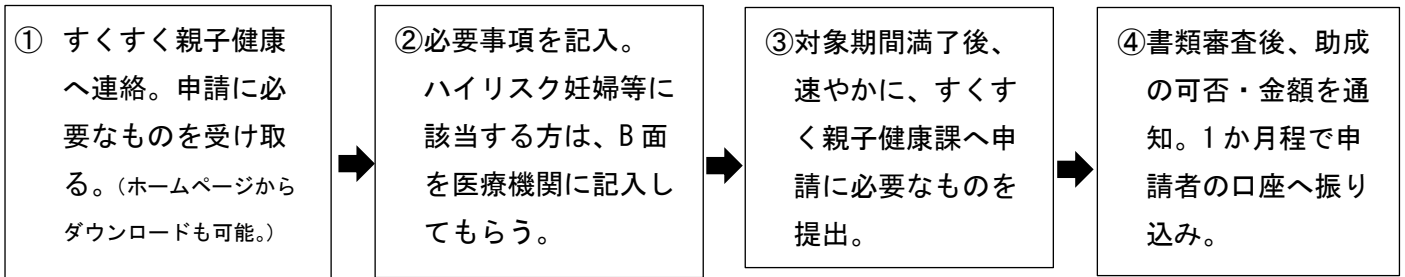 ① すくすく親子健康
へ連絡。申請に必
要なものを受け取
る。(ホームページから
ダウンロードも可能。)
②必要事項を記入。
ハイリスク妊婦等に
該当する方は、B面
を医療機関に記入し
てもらう。
③対象期間満了後、
速やかに、すくす
く親子健康課へ申
請に必要なものを
提出。
④書類審査後、助成
の可否・金額を通
知。1か月程で申
請者の口座へ振り
込み。